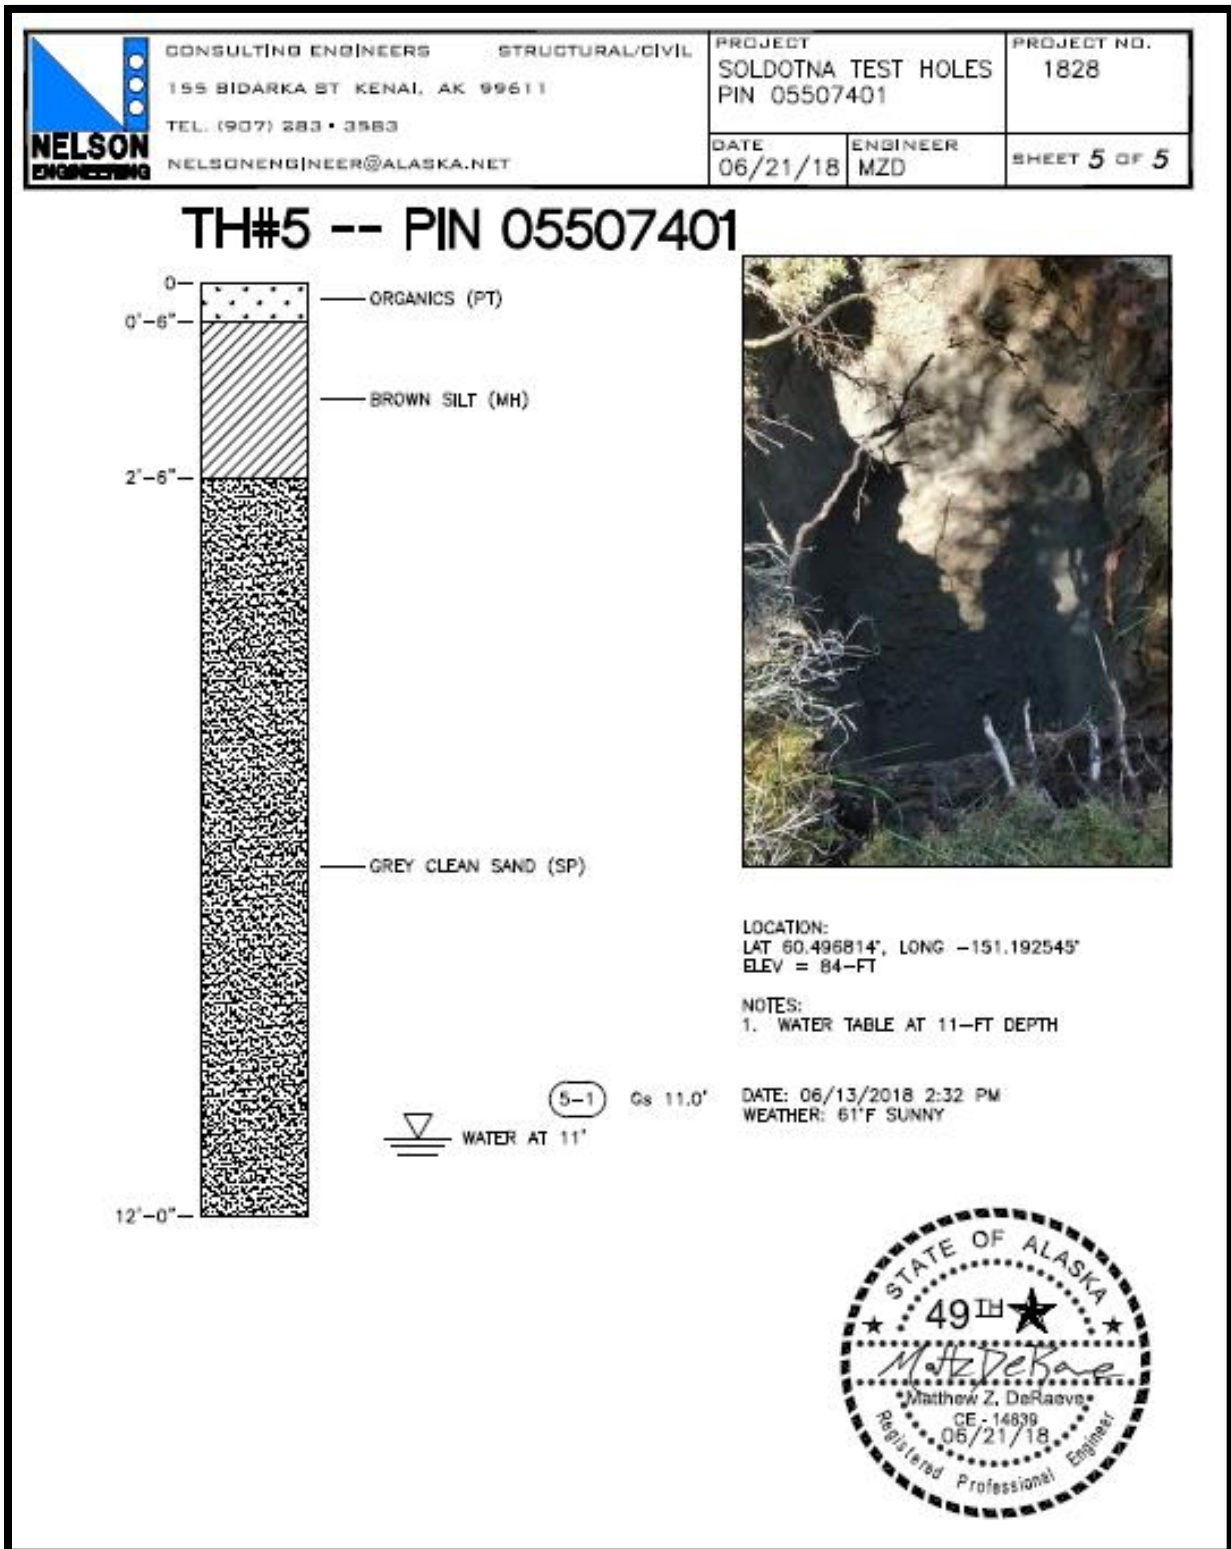 NELSON
ENGINEERING
CONSULTING ENGINEERS STRUCTURAL/CIVIL
155 BIDARKA ST KENAI, AK 99611
TEL. (907) 283 • 3583
NELSONENGINEER@ALASKA.NET
PROJECT
SOLDOTNA TEST HOLES
PIN 05507401
PROJECT NO.
1828
DATE
06/21/18
ENGINEER
MZD
SHEET 5 OF 5
TH#5 -- PIN 05507401
0
ORGANICS (PT)
0'-6"
BROWN SILT (MH)
2'-6"
GREY CLEAN SAND (SP)
5-1 Gs 11.0'
WATER AT 11'
12'-0"
LOCATION:
LAT 60.496814°, LONG -151.192545°
ELEV = 84-FT
NOTES:
1. WATER TABLE AT 11-FT DEPTH
DATE: 06/13/2018 2:32 PM
WEATHER: 61°F SUNNY
STATE OF ALASKA
49TH
Matthew Z. DeRaeve
CE - 14839
06/21/18
Registered Professional Engineer